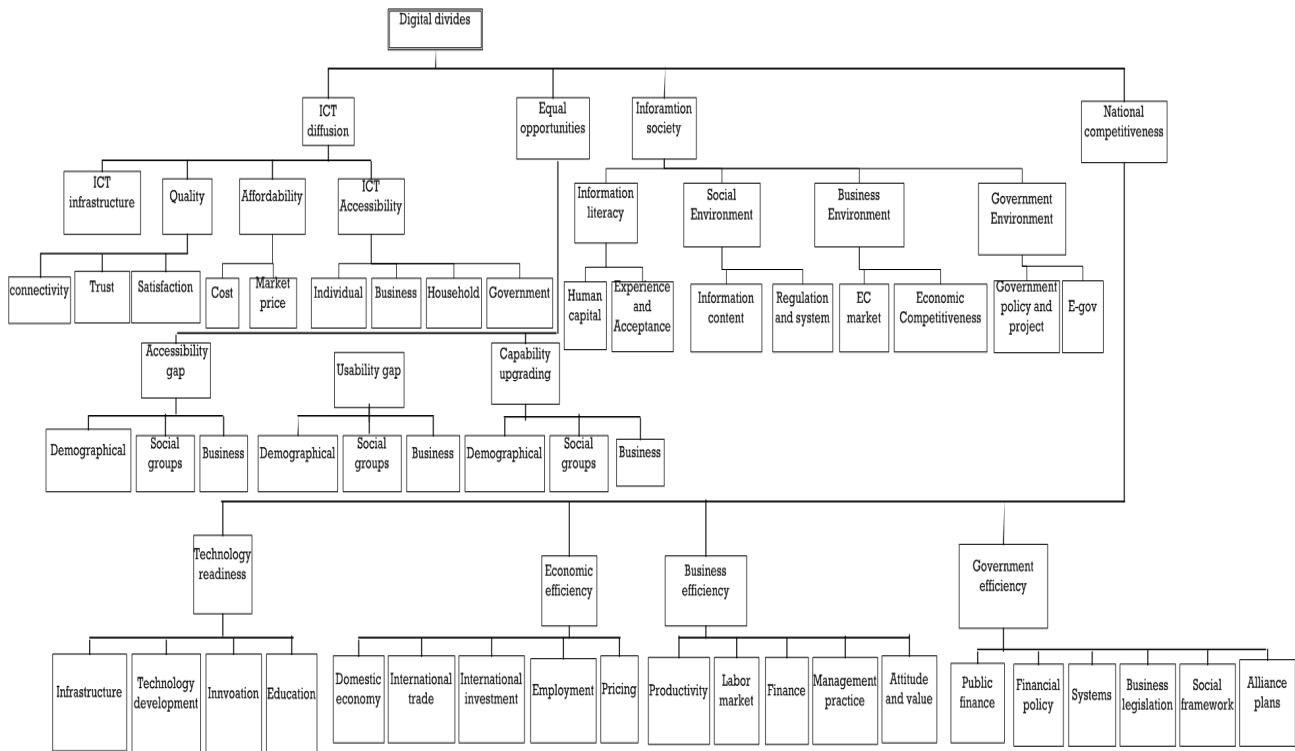 Digital divides
ICT
diffusion
Equal
opportunities
Inforamtion
society
National
competitiveness
ICT
infrastructure
Quality
Affordability
ICT
Accessibility
Information
literacy
Social
Environment
Business
Environment
Government
Environment
connectivity
Trust
Satisfaction
Cost
Market
price
Individual
Business
Household
Government
Human
capital
Experience
and
Acceptance
Information
content
Regulation
and system
EC
market
Economic
Competitiveness
Government
policy and
project
E-gov
Accessibility
gap
Usability gap
Capability
upgrading
Demographical
Social
groups
Business
Demographical
Social
groups
Business
Demographical
Social
groups
Business
Technology
readiness
Economic
efficiency
Business
efficiency
Government
efficiency
Infrastructure
Technology
development
Innvoation
Education
Domestic
economy
International
trade
International
investment
Employment
Pricing
Productivity
Labor
market
Finance
Management
practice
Attitude
and value
Public
finance
Financial
policy
Systems
Business
legislation
Social
framework
Alliance
plans